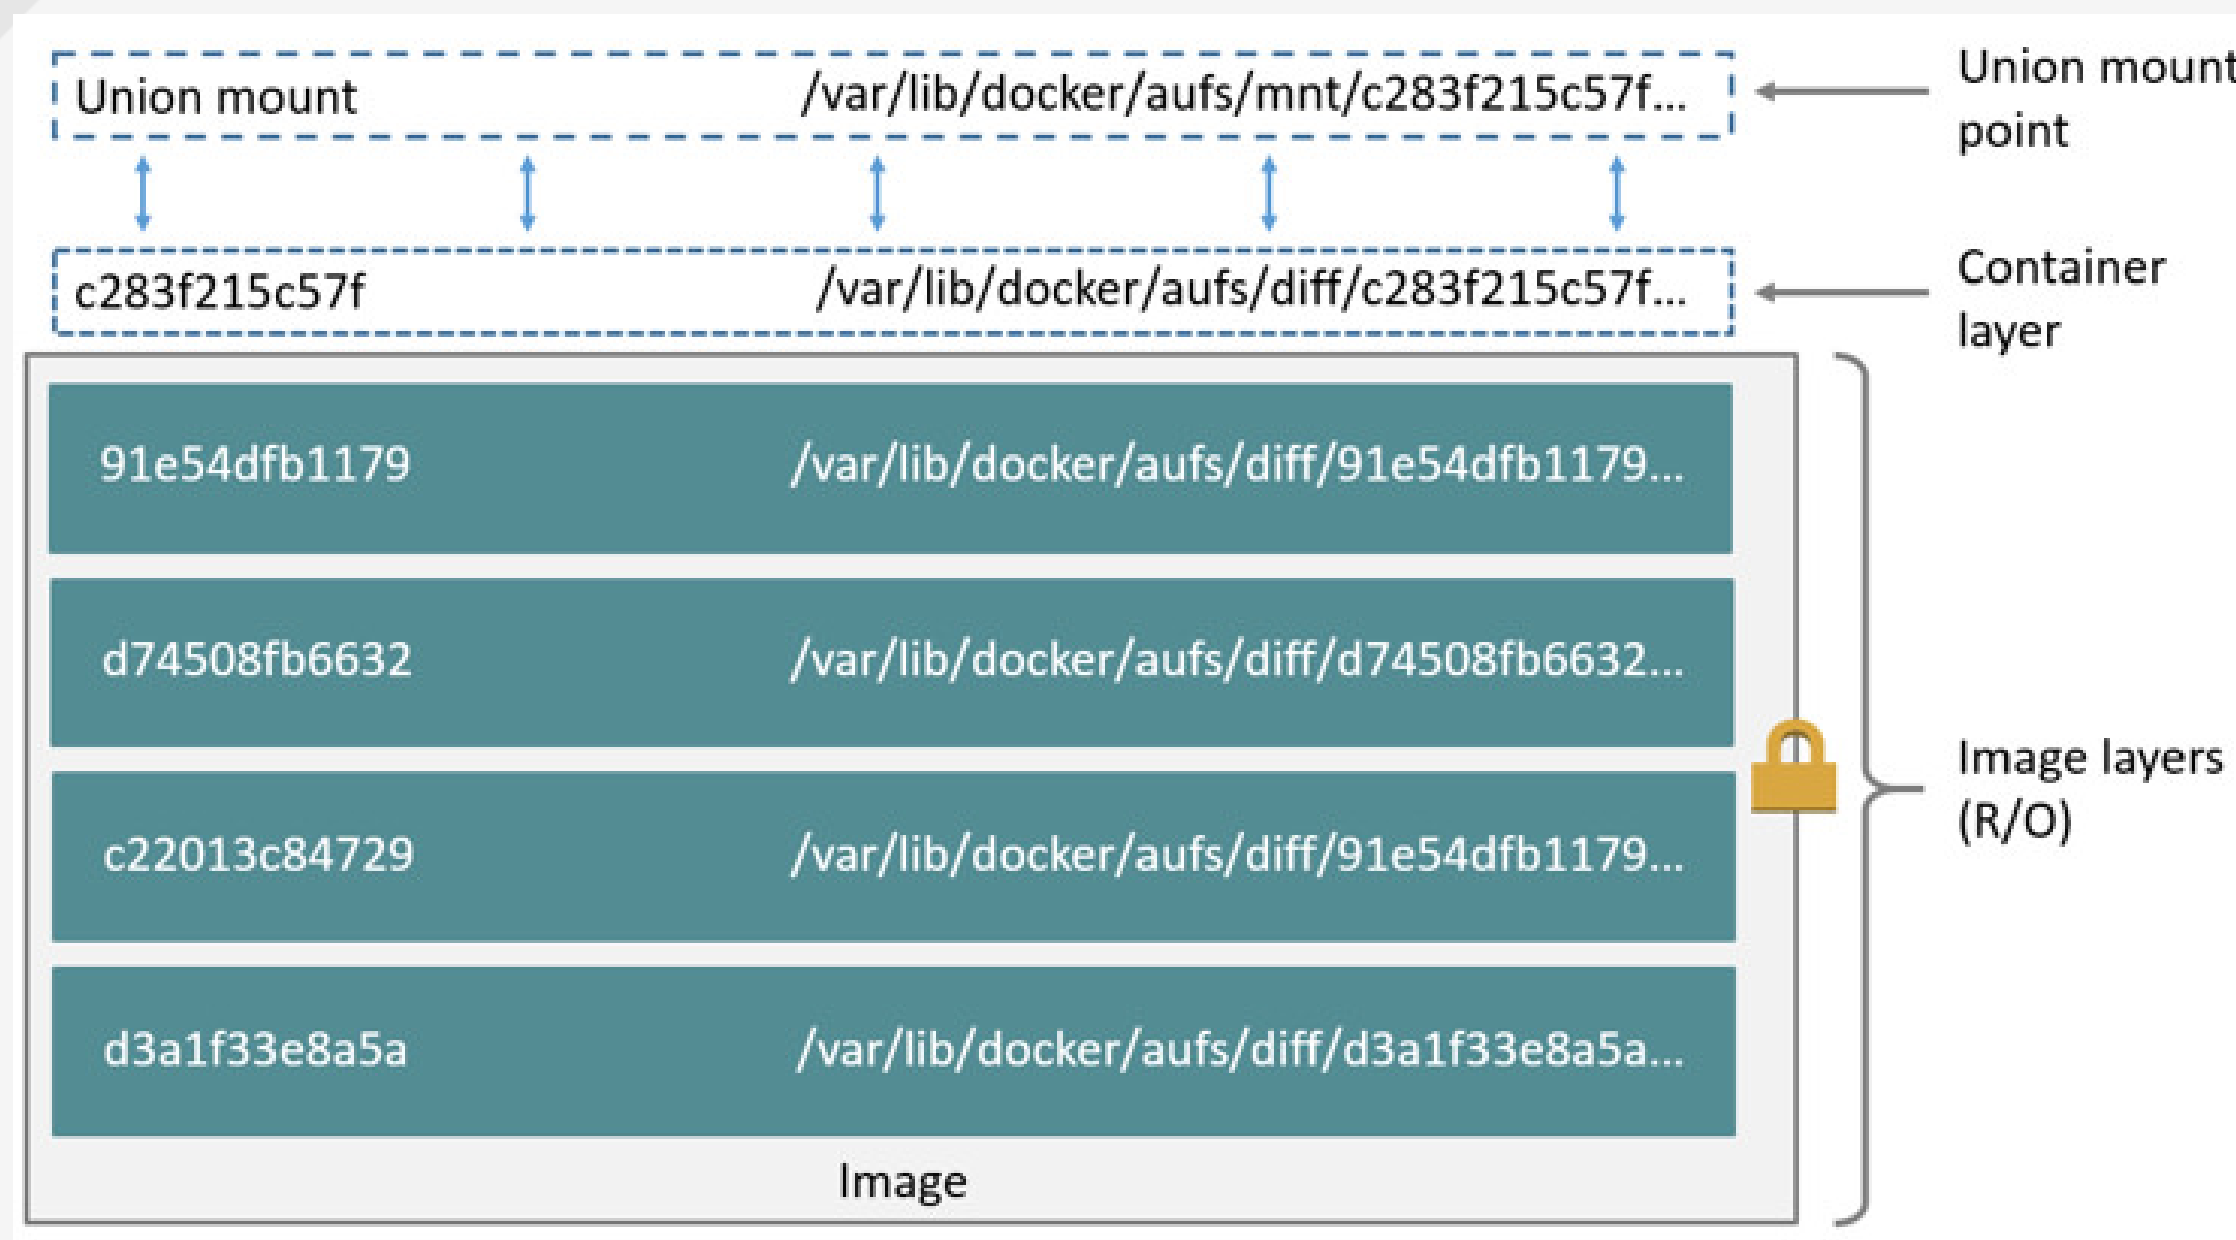 Union mount /var/lib/docker/aufs/mnt/c283f215c57f...
Union mount
point
c283f215c57f /var/lib/docker/aufs/diff/c283f215c57f...
Container
layer
91e54dfb1179 /var/lib/docker/aufs/diff/91e54dfb1179...
d74508fb6632 /var/lib/docker/aufs/diff/d74508fb6632...
c22013c84729 /var/lib/docker/aufs/diff/91e54dfb1179...
d3a1f33e8a5a /var/lib/docker/aufs/diff/d3a1f33e8a5a...
Image layers
(R/O)
Image